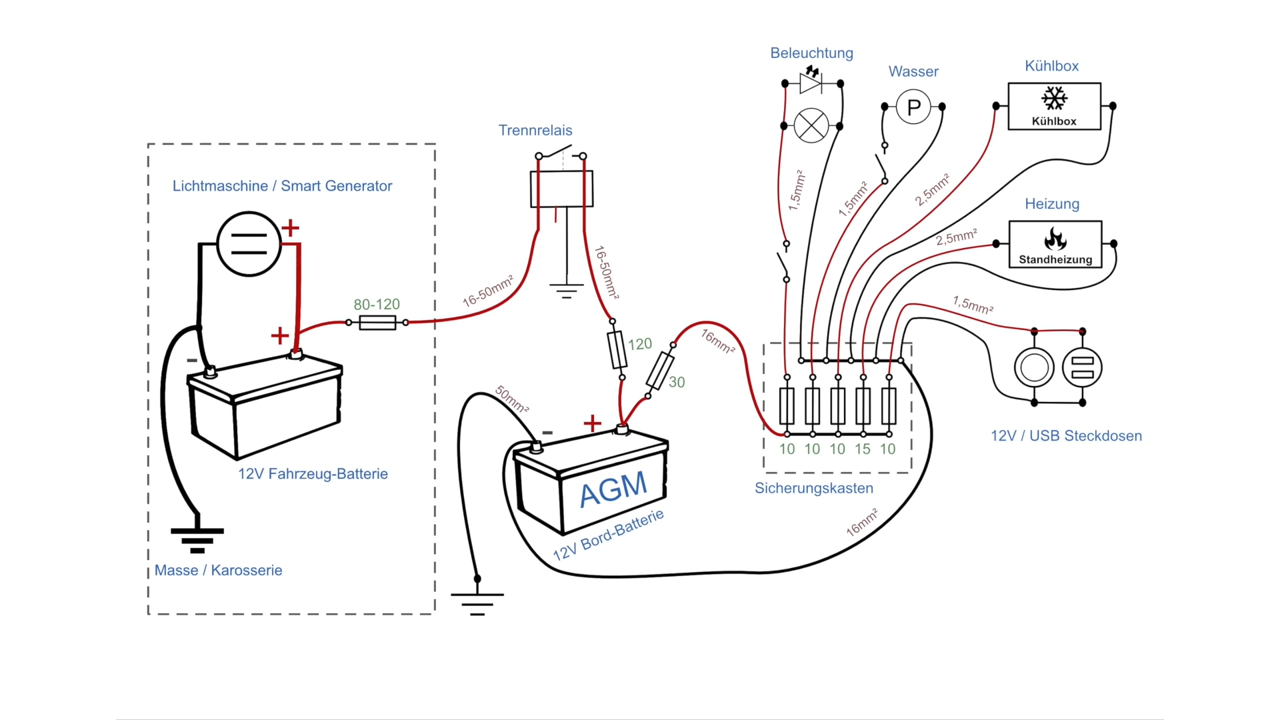 Beleuchtung
Wasser
Kühlbox
P
Kühlbox
Trennrelais
Lichtmaschine / Smart Generator
+
1,5mm²
1,5mm²
2,5mm²
Heizung
2,5mm²
Standheizung
16-50mm²
16-50mm²
80-120
1,5mm²
+
-
120
16mm²
30
50mm²
+
-
10 10 10 15 10
12V / USB Steckdosen
12V Fahrzeug-Batterie
AGM
Sicherungskasten
12V Bord-Batterie
16mm²
Masse / Karosserie